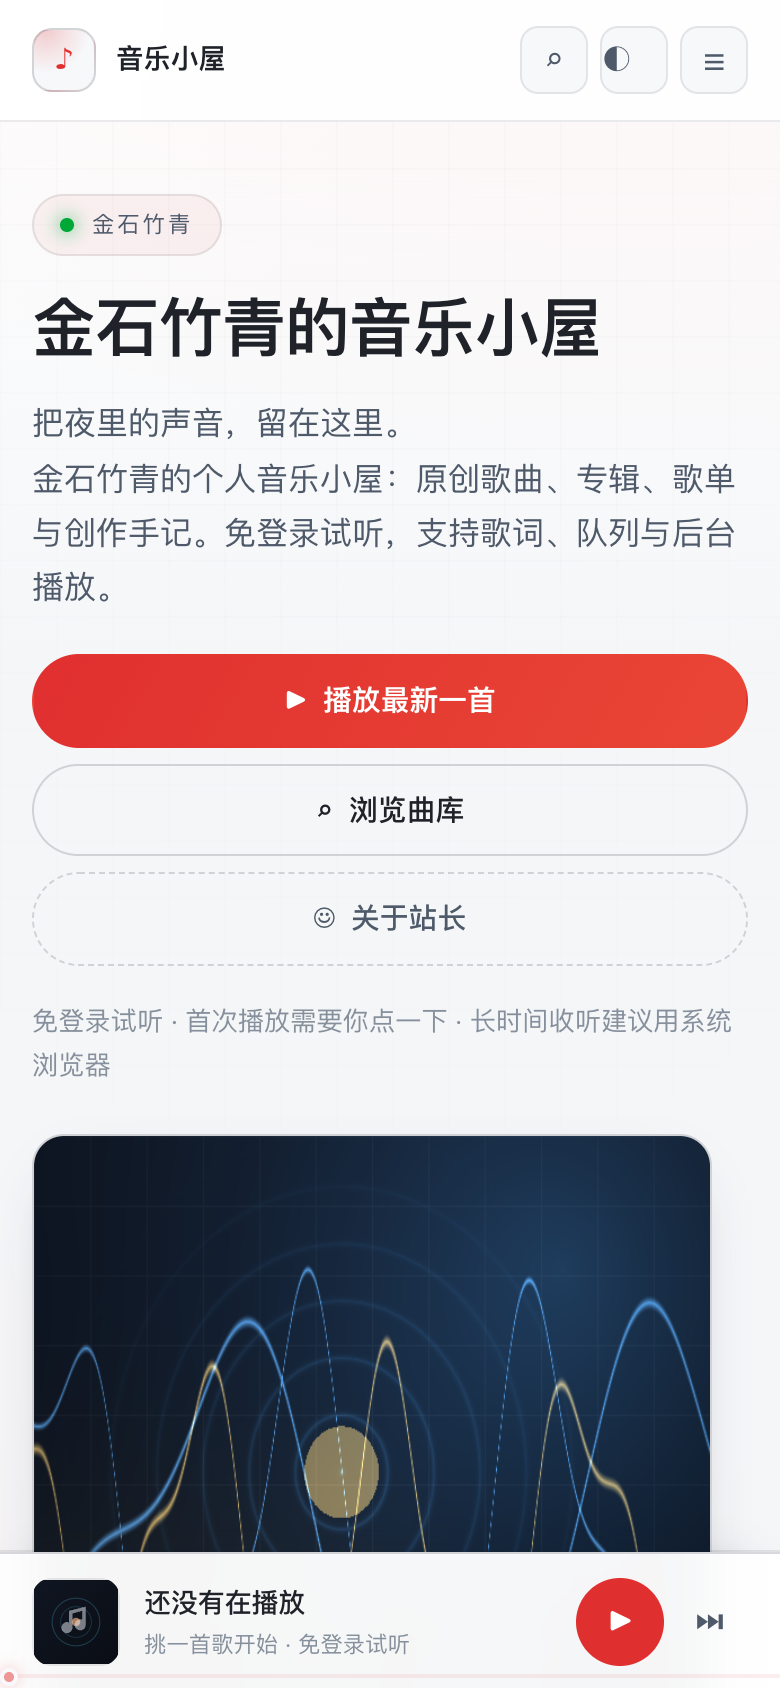 音乐小屋
金石竹青
金石竹青的音乐小屋
把夜里的声音，留在这里。
金石竹青的个人音乐小屋：原创歌曲、专辑、歌单
与创作手记。免登录试听，支持歌词、队列与后台
播放。
播放最新一首
浏览曲库
关于站长
免登录试听 · 首次播放需要你点一下 · 长时间收听建议用系统
浏览器
还没有在播放
挑一首歌开始 · 免登录试听